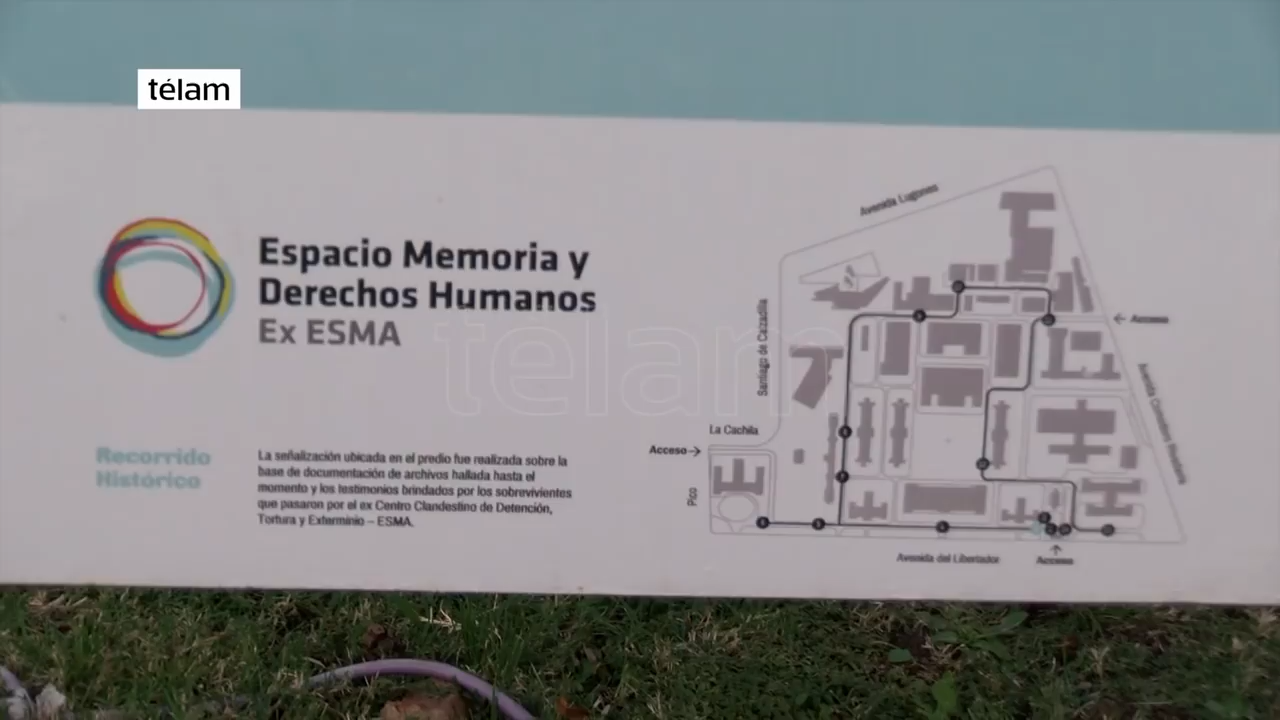 télam
Espacio Memoria y
Derechos Humanos
Ex ESMA
télam
Recorrido
Histórico
La señalización ubicada en el predio fue realizada sobre la
base de documentación de archivos hallada hasta el
momento y los testimonios brindados por los sobrevivientes
que pasaron por el ex Centro Clandestino de Detención,
Tortura y Exterminio – ESMA.
Avenida Lugones
Santiago de Calzadilla
← Acceso
La Cachila
Acceso →
Pico
Avenida del Libertador
↑
Acceso
Avenida